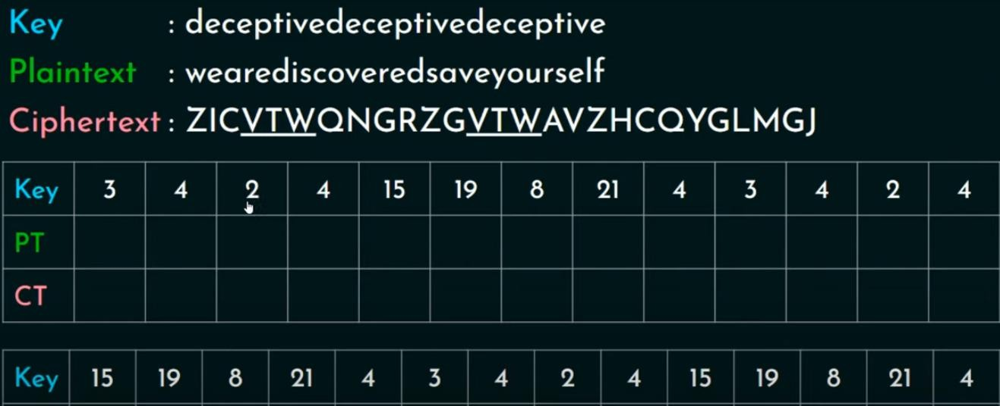 Key : deceptivedeceptivedeceptive
Plaintext : wearediscoveredsaveyourself
Ciphertext : ZICVTWQNGRZGVTWAVZHCQYGLMGJ
Key 3 4 2 4 15 19 8 21 4 3 4 2 4
PT
CT
Key 15 19 8 21 4 3 4 2 4 15 19 8 21 4